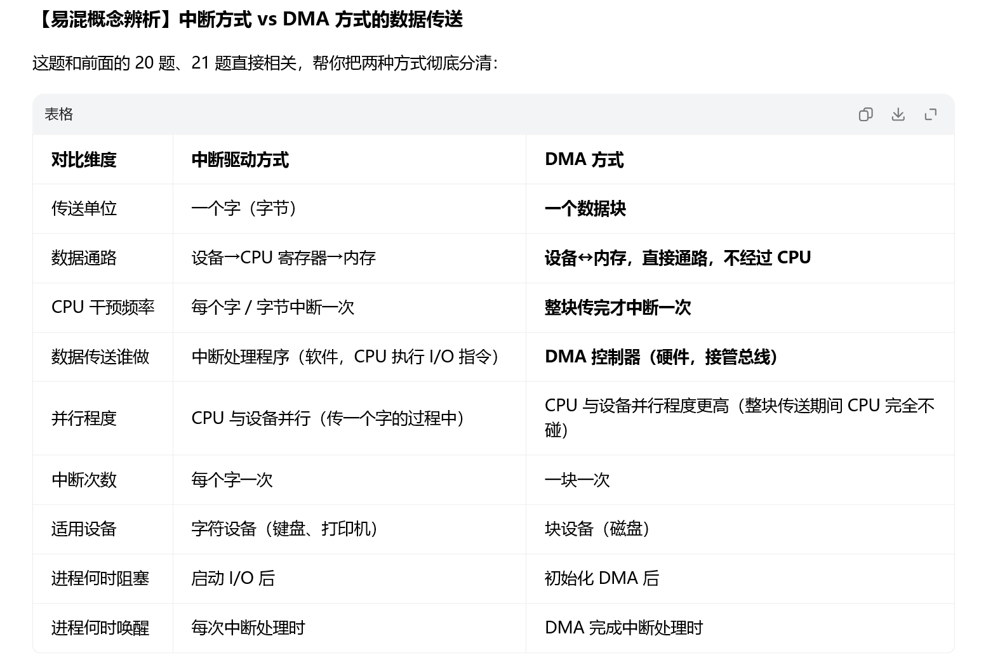 【易混概念辨析】中断方式 vs DMA 方式的数据传送
这题和前面的 20 题、21 题直接相关，帮你把两种方式彻底分清：
表格
对比维度 中断驱动方式 DMA 方式
传送单位 一个字（字节） 一个数据块
数据通路 设备→CPU 寄存器→内存 设备↔内存，直接通路，不经过 CPU
CPU 干预频率 每个字 / 字节中断一次 整块传完才中断一次
数据传送谁做 中断处理程序（软件，CPU 执行 I/O 指令） DMA 控制器（硬件，接管总线）
并行程度 CPU 与设备并行（传一个字的过程中） CPU 与设备并行程度更高（整块传送期间 CPU 完全不
碰）
中断次数 每个字一次 一块一次
适用设备 字符设备（键盘、打印机） 块设备（磁盘）
进程何时阻塞 启动 I/O 后 初始化 DMA 后
进程何时唤醒 每次中断处理时 DMA 完成中断处理时